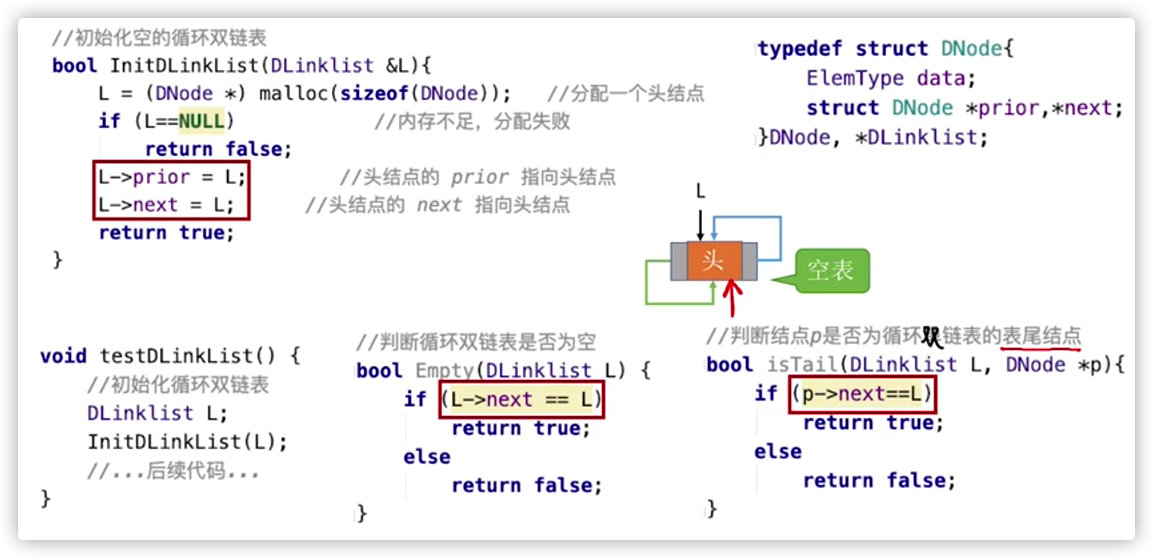 //初始化空的循环双链表
bool InitDLinkList(DLinklist &L){
L = (DNode *) malloc(sizeof(DNode)); //分配一个头结点
if (L==NULL) //内存不足，分配失败
return false;
L->prior = L; //头结点的 prior 指向头结点
L->next = L; //头结点的 next 指向头结点
return true;
}
typedef struct DNode{
ElemType data;
struct DNode *prior,*next;
}DNode, *DLinklist;
L
头
空表
void testDLinkList() {
//初始化循环双链表
DLinklist L;
InitDLinkList(L);
//...后续代码...
}
//判断循环双链表是否为空
bool Empty(DLinklist L) {
if (L->next == L)
return true;
else
return false;
}
//判断结点p是否为循环双链表的表尾结点
bool isTail(DLinklist L, DNode *p){
if (p->next==L)
return true;
else
return false;
}